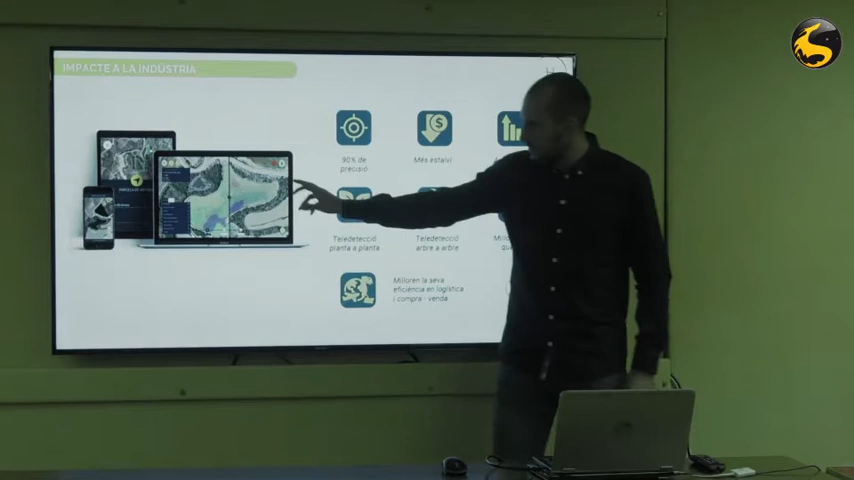 IMPACTE A LA INDÚSTRIA
90% de
precisió
Més estalvi
Teledetecció
planta a planta
Teledetecció
arbre a arbre
Milloren la seva
eficiència en logística
i compra - venda